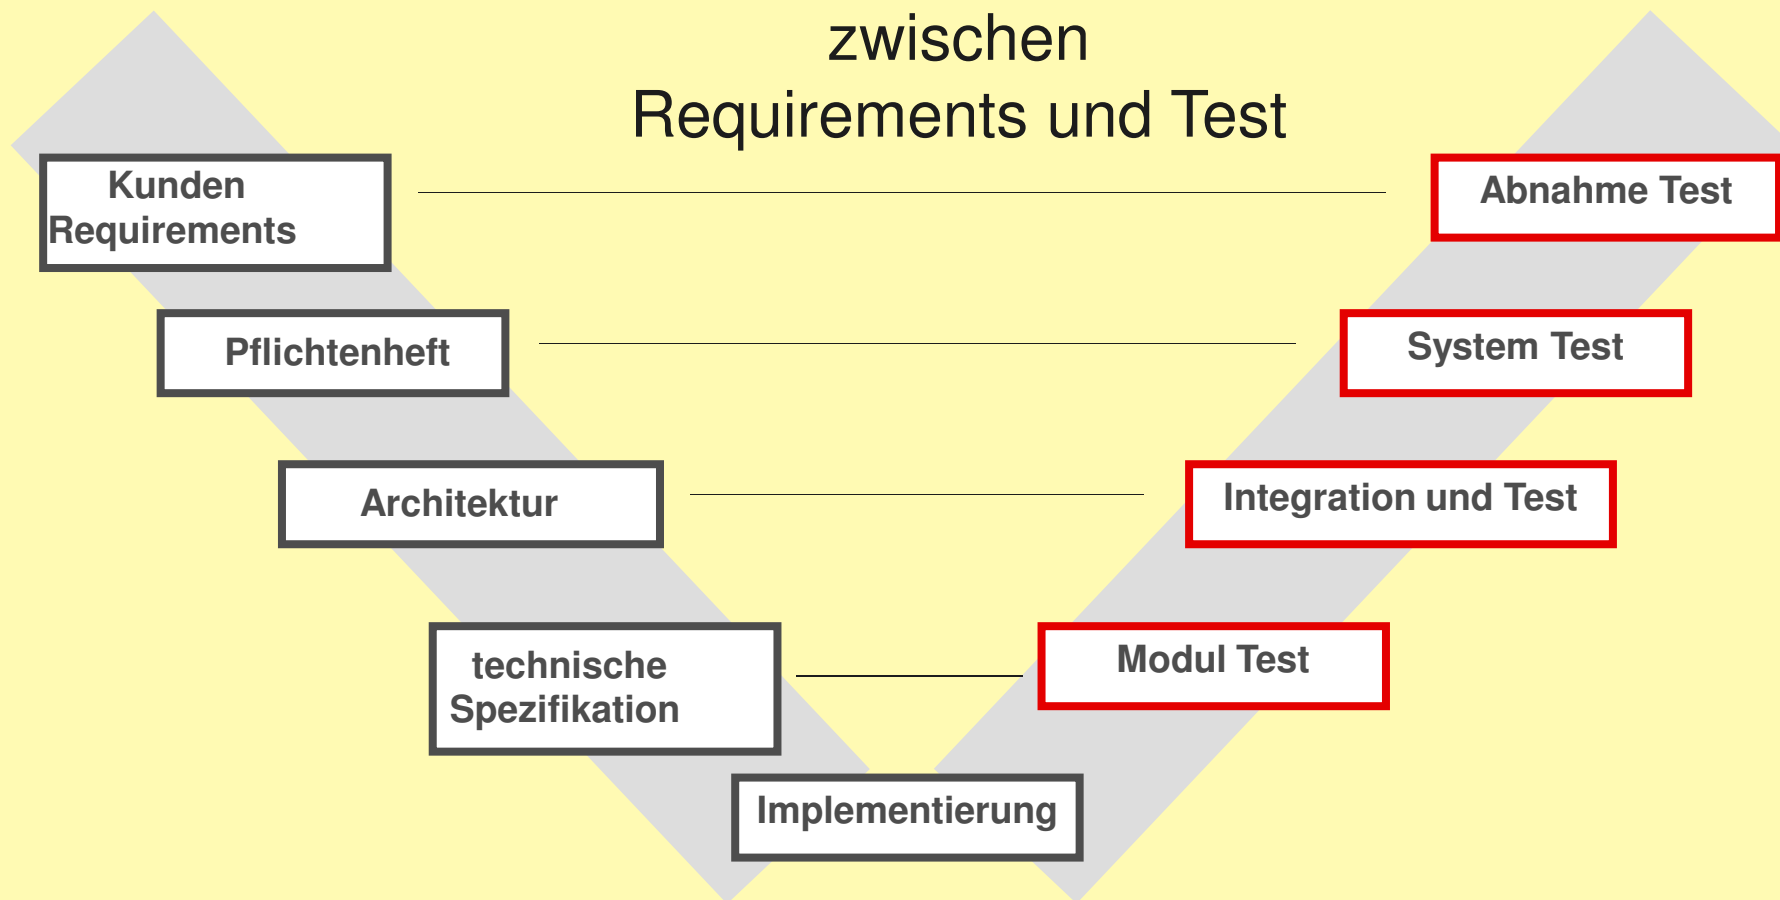 zwischen
Requirements und Test
Kunden
Requirements
Abnahme Test
Pflichtenheft
System Test
Architektur
Integration und Test
technische
Spezifikation
Modul Test
Implementierung